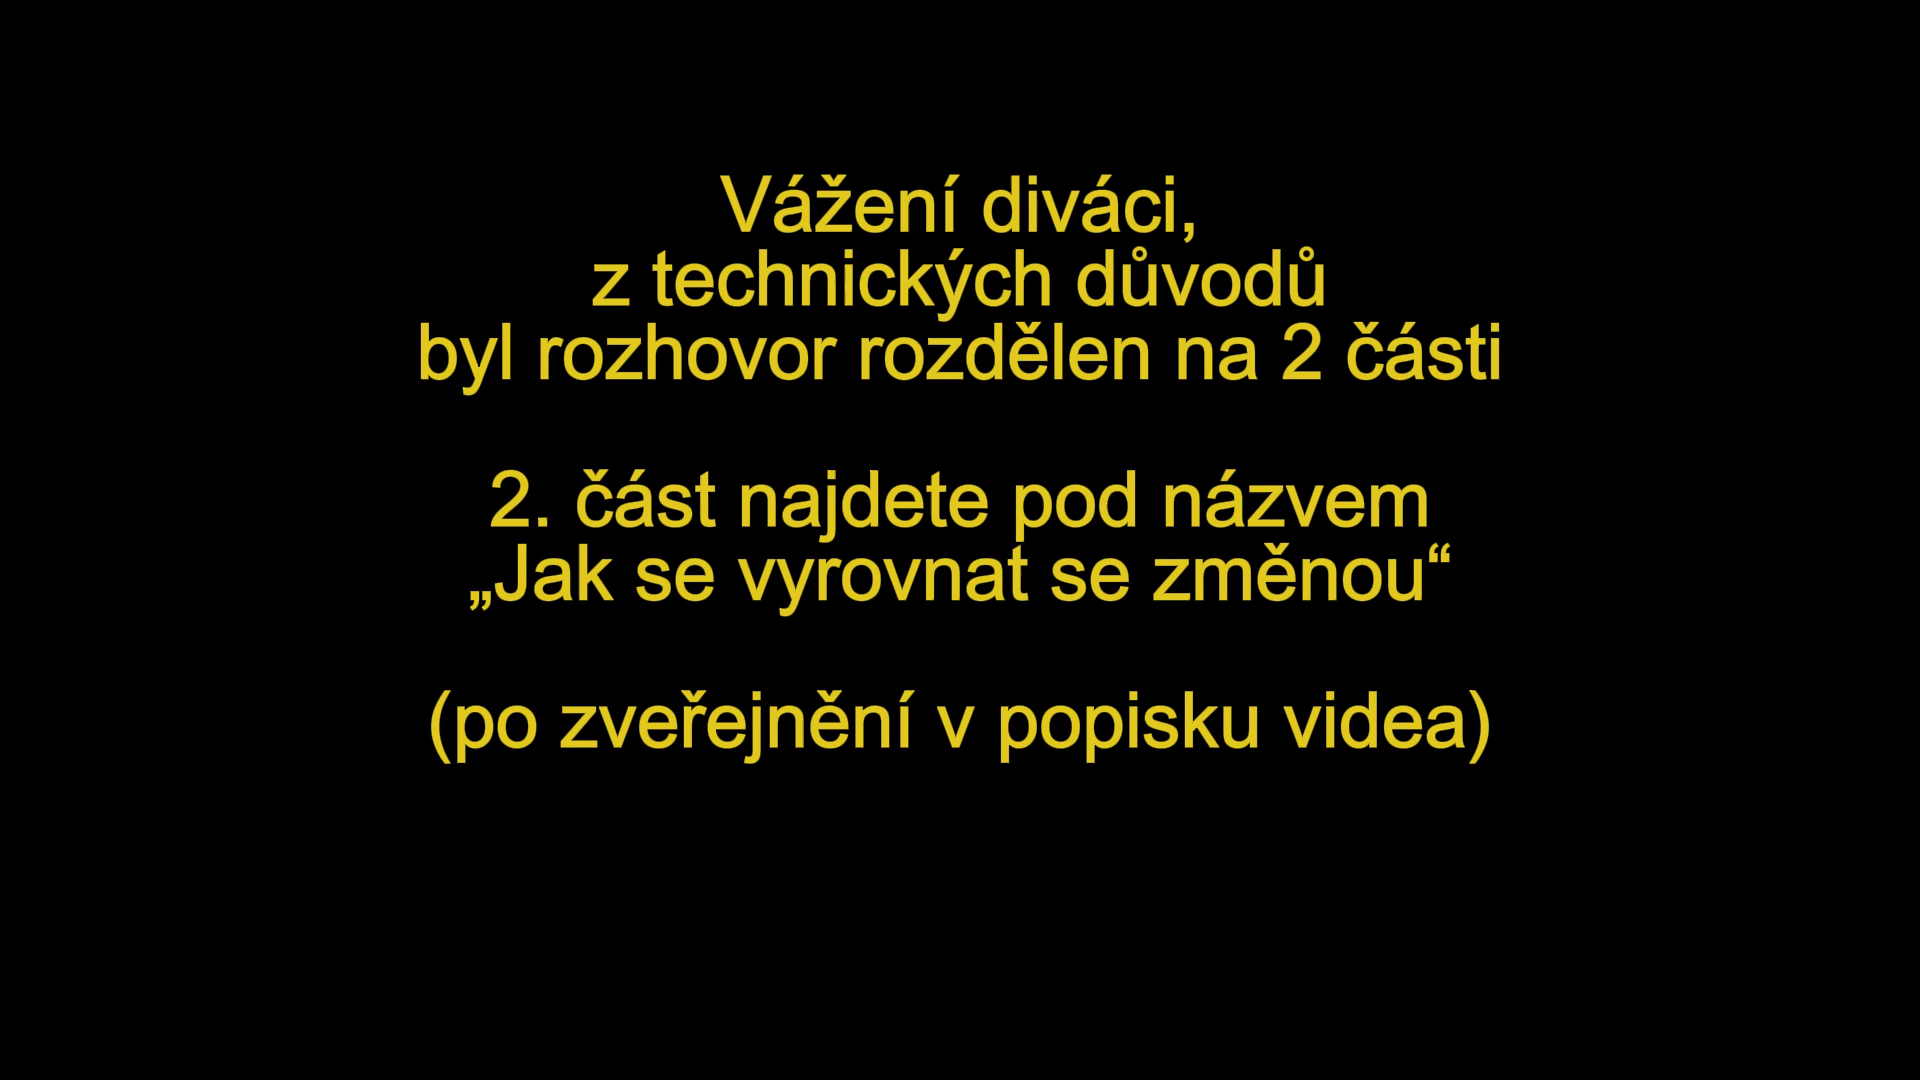 Vážení diváci,
z technických důvodů
byl rozhovor rozdělen na 2 části
2. část najdete pod názvem
„Jak se vyrovnat se změnou“
(po zveřejnění v popisku videa)